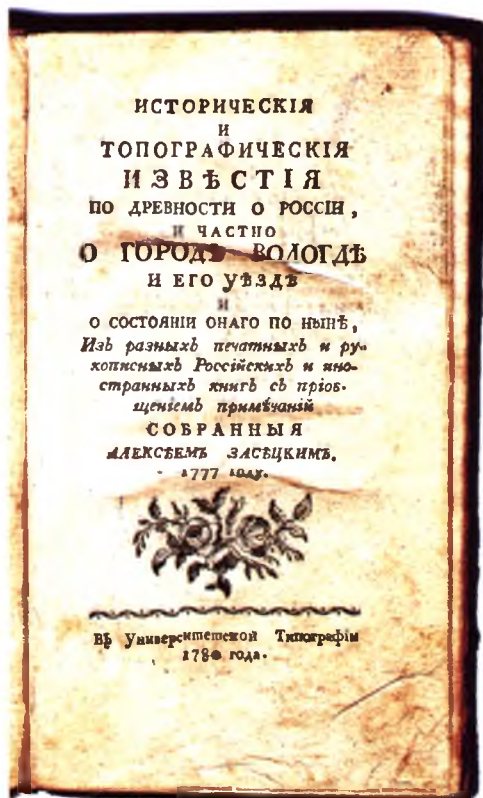 ИСТОРИЧЕСКІЯ
И
ТОПОГРАФИЧЕСКІЯ
ИЗВѢСТІЯ
ПО ДРЕВНОСТИ О РОССІИ,
И ЧАСТНО
О ГОРОДѢ ВОЛОГДѢ
И ЕГО УѢЗДѢ
И
О СОСТОЯНІИ ОНАГО ПО НЫНѢ,
Изъ разныхъ печатныхъ и ру-
кописныхъ Россійскихъ и ино-
странныхъ книгъ съ пріоб-
щеніемъ примѣчаній
СОБРАННЫЯ
АЛЕКСѢЕМЪ ЗАСѢЦКИМЪ.
1777 году.
Въ Университетской Типографіи
178 года.